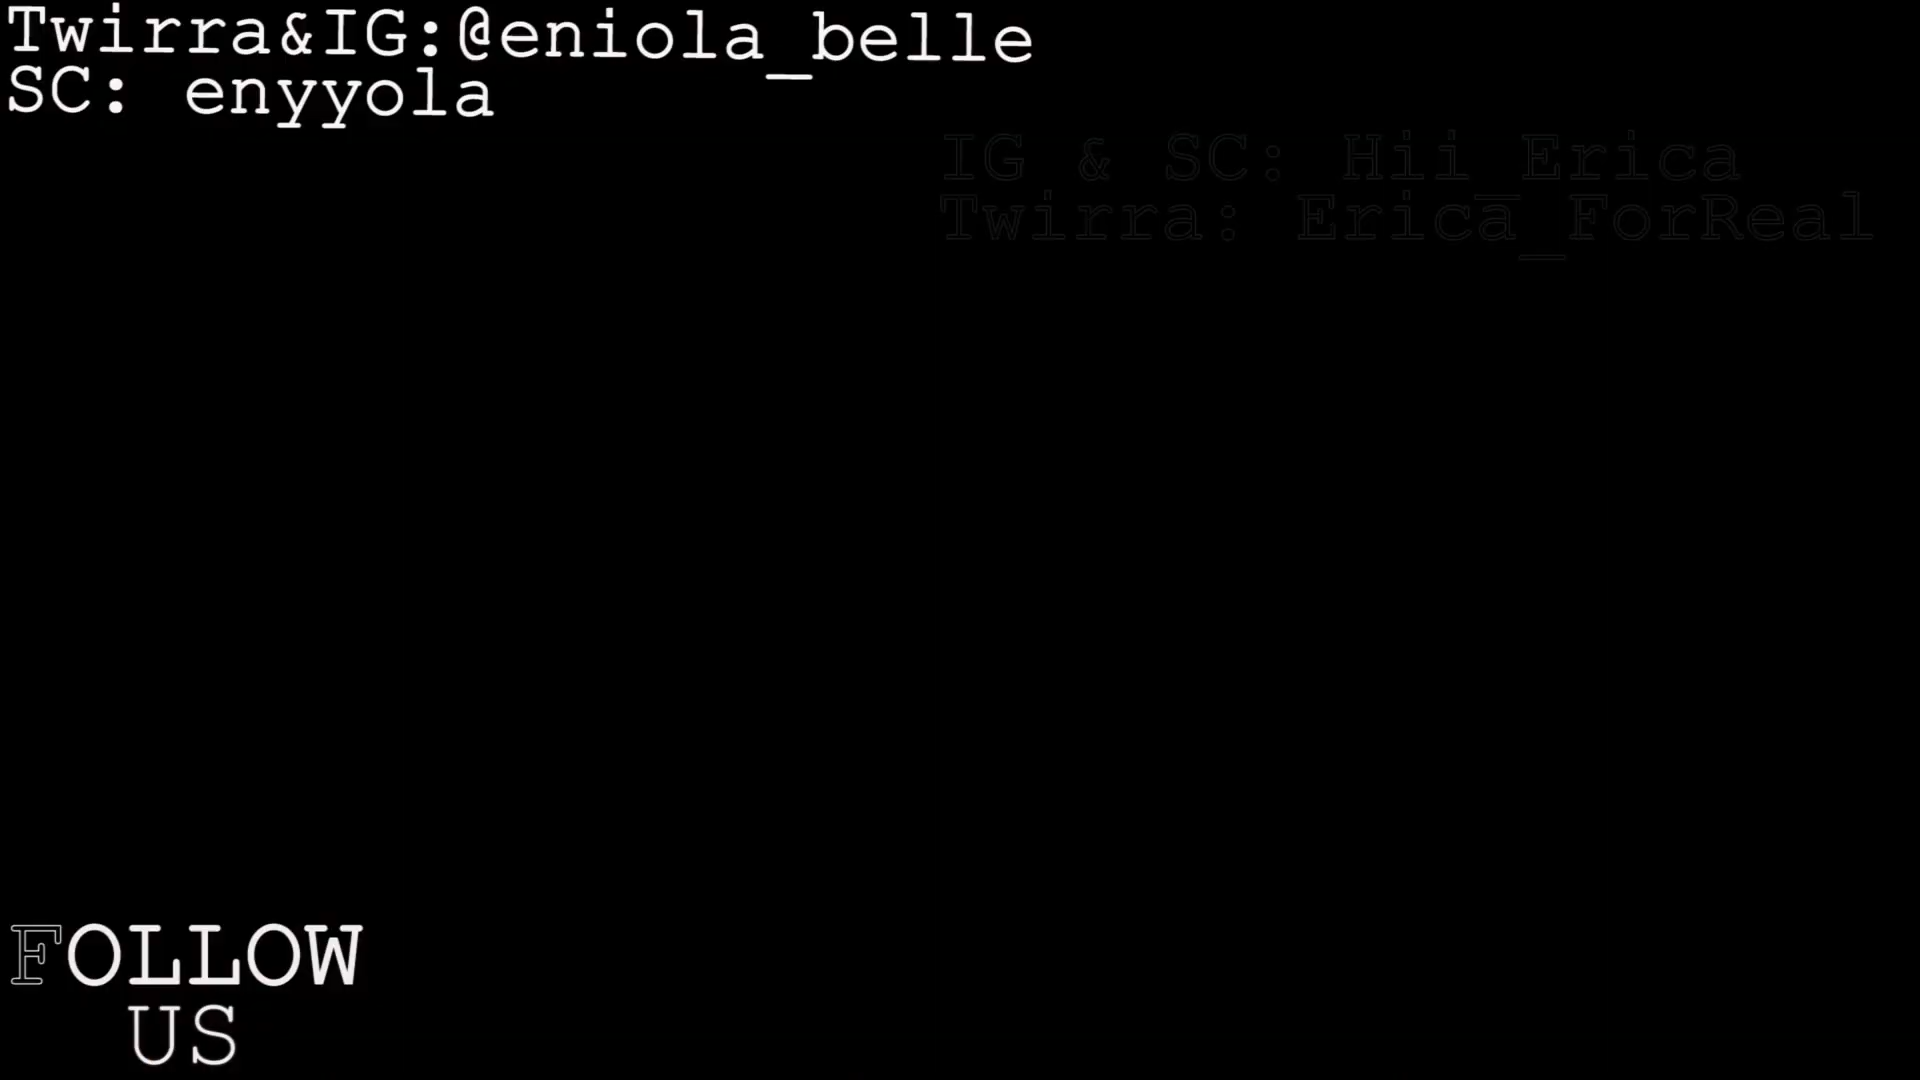 Twirra&IG:@eniola_belle
SC: enyyola
IG & SC: Hii_Erica
Twirra: Erica_ForReal
FOLLOW
US